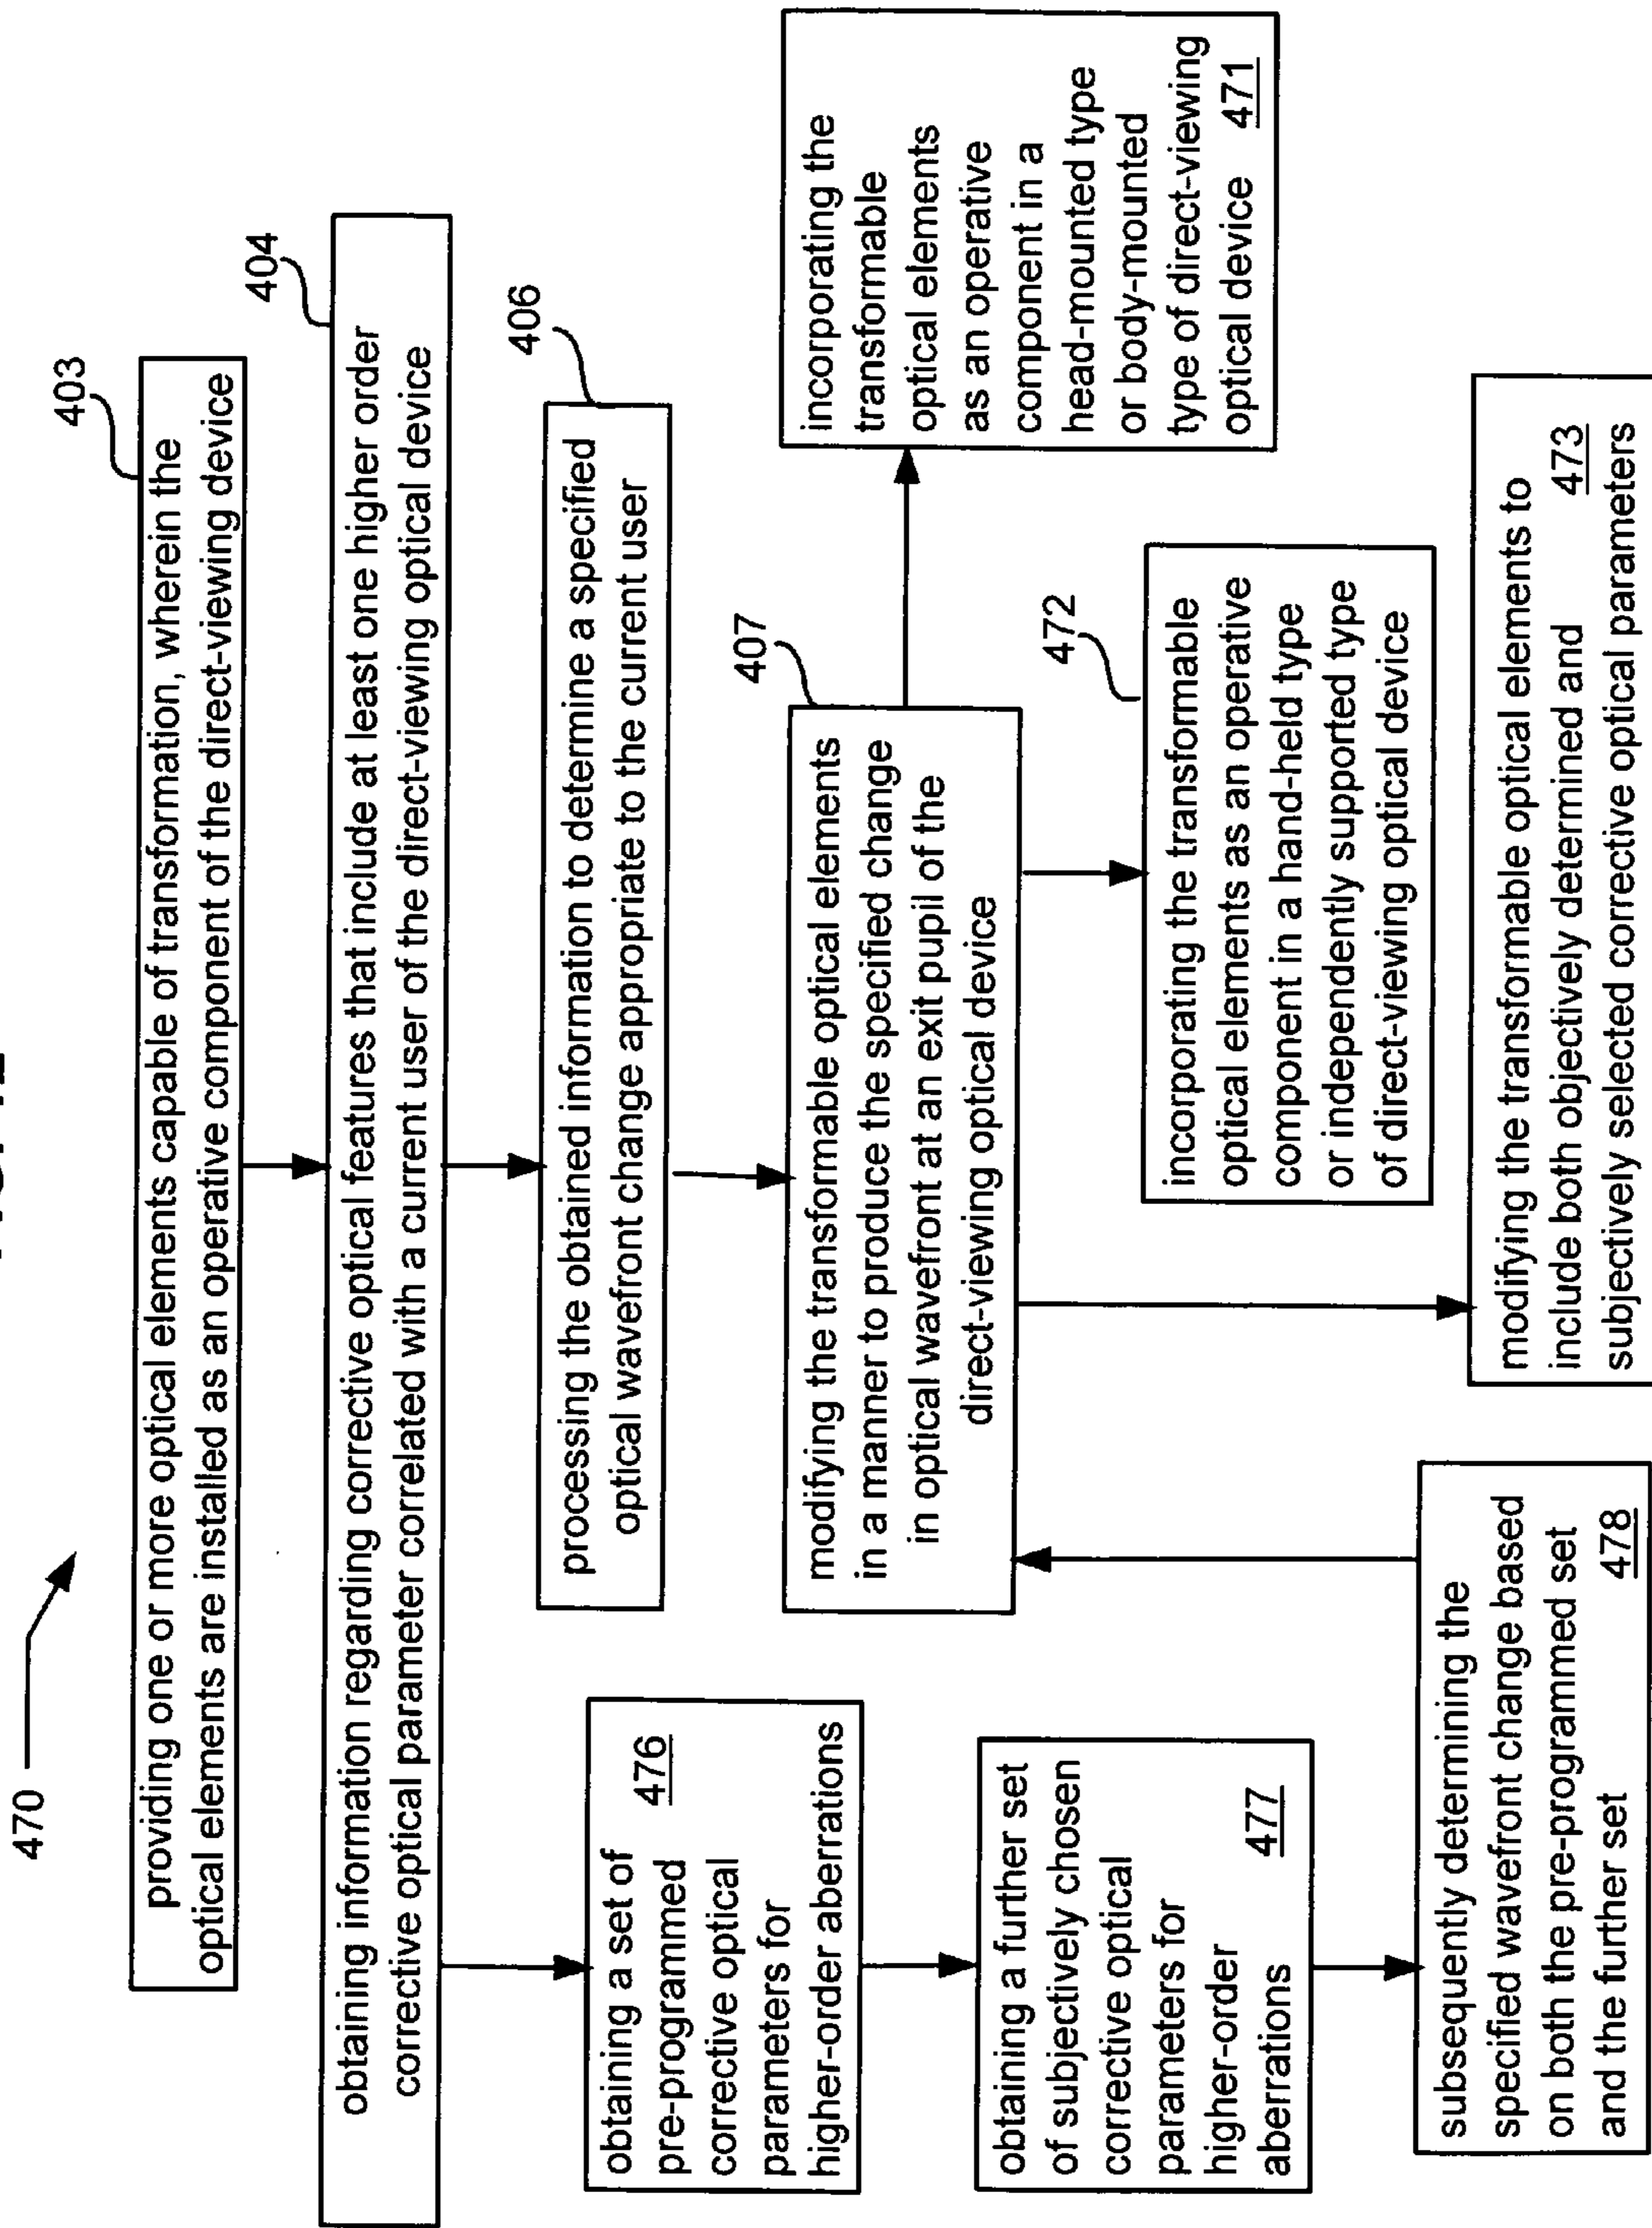 470
403
providing one or more optical elements capable of transformation, wherein the
optical elements are installed as an operative component of the direct-viewing device
404
obtaining information regarding corrective optical features that include at least one higher order
corrective optical parameter correlated with a current user of the direct-viewing optical device
406
processing the obtained information to determine a specified
optical wavefront change appropriate to the current user
407
modifying the transformable optical elements
in a manner to produce the specified change
in optical wavefront at an exit pupil of the
direct-viewing optical device
incorporating the
transformable
optical elements
as an operative
component in a
head-mounted type
or body-mounted
type of direct-viewing
optical device 471
472
incorporating the transformable
optical elements as an operative
component in a hand-held type
or independently supported type
of direct-viewing optical device
modifying the transformable optical elements to
include both objectively determined and 473
subjectively selected corrective optical parameters
obtaining a set of
pre-programmed 476
corrective optical
parameters for
higher-order aberrations
obtaining a further set
of subjectively chosen
corrective optical
parameters for
higher-order 477
aberrations
subsequently determining the
specified wavefront change based
on both the pre-programmed set
and the further set 478